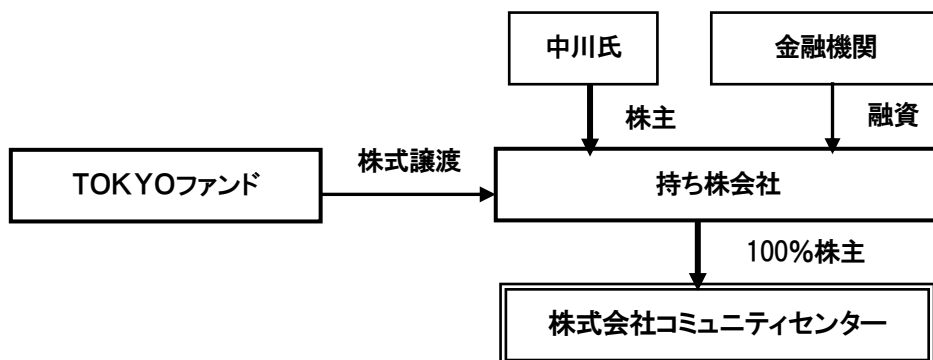 中川氏
金融機関
株主
融資
株式譲渡
TOKYOファンド
持ち株会社
100%株主
株式会社コミュニティセンター